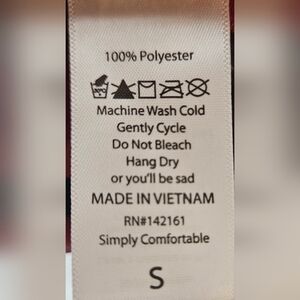 100% Polyester
Machine Wash Cold
Gently Cycle
Do Not Bleach
Hang Dry
or you'll be sad
MADE IN VIETNAM
RN#142161
Simply Comfortable
S